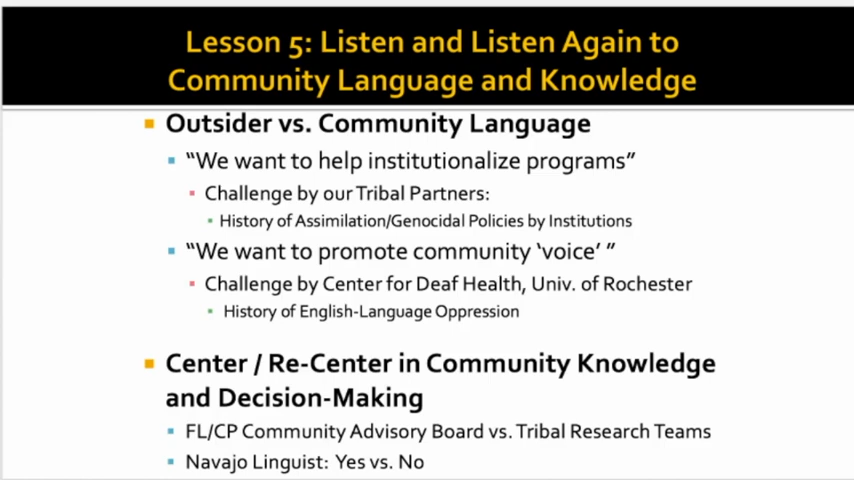 Lesson 5: Listen and Listen Again to
Community Language and Knowledge
Outsider vs. Community Language
“We want to help institutionalize programs”
Challenge by our Tribal Partners:
History of Assimilation/Genocidal Policies by Institutions
“We want to promote community ‘voice’ ”
Challenge by Center for Deaf Health, Univ. of Rochester
History of English-Language Oppression
Center / Re-Center in Community Knowledge
and Decision-Making
FL/CP Community Advisory Board vs. Tribal Research Teams
Navajo Linguist: Yes vs. No